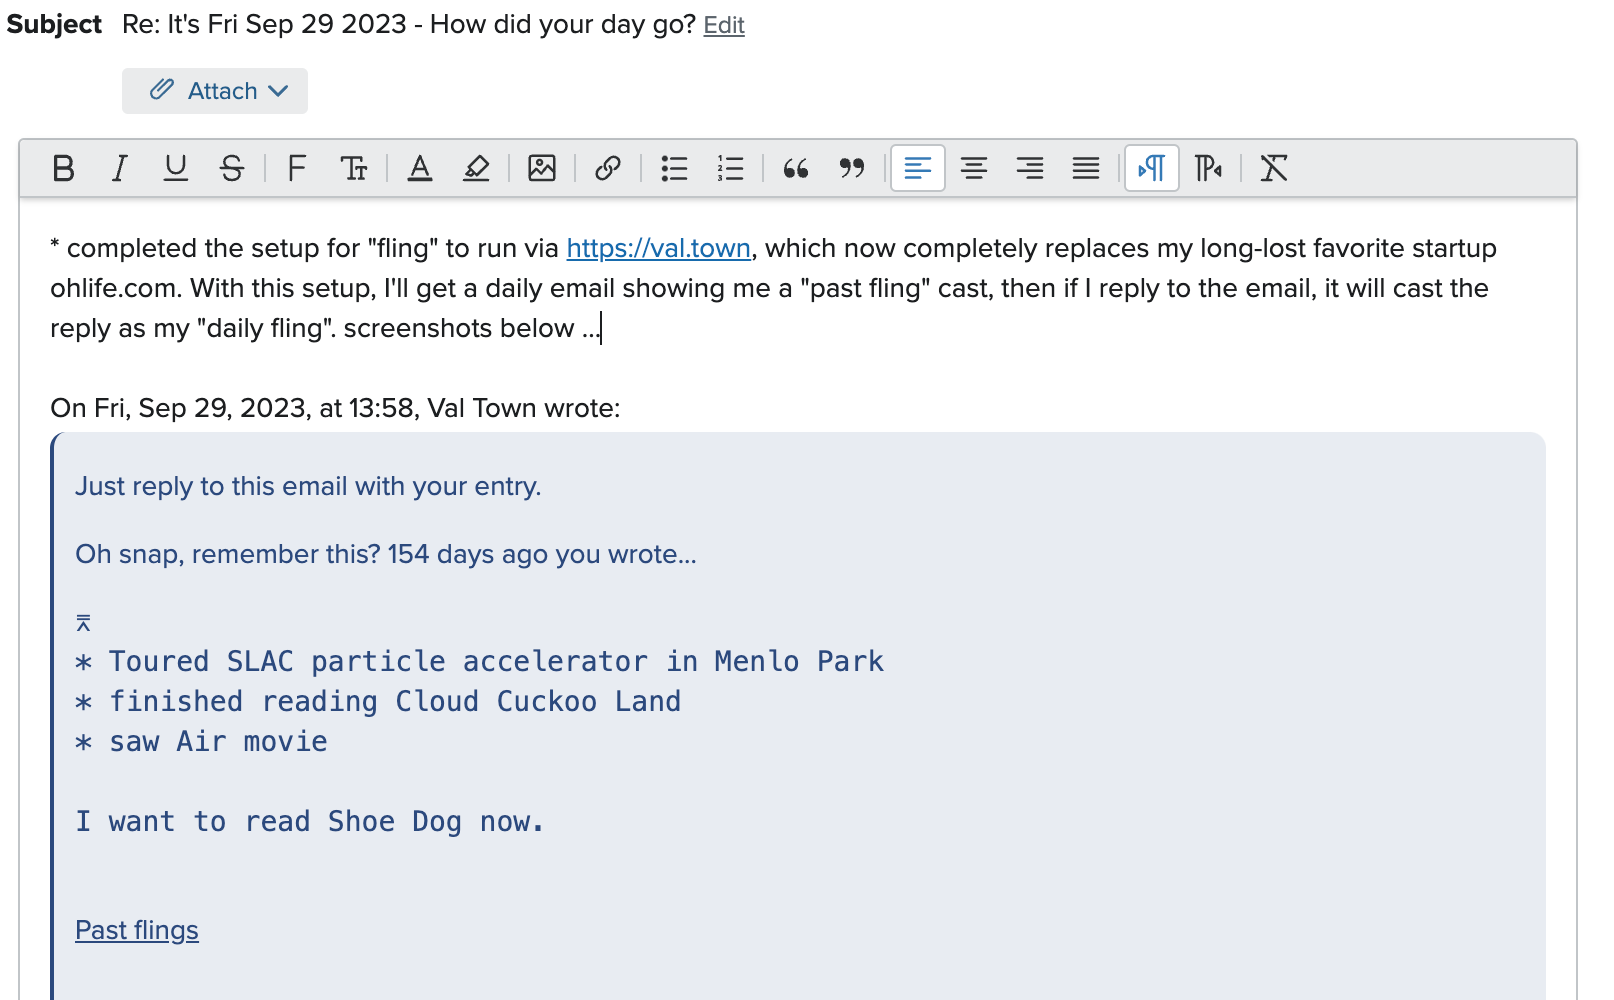 Subject Re: It's Fri Sep 29 2023 - How did your day go? Edit
Attach
* completed the setup for "fling" to run via https://val.town, which now completely replaces my long-lost favorite startup
ohlife.com. With this setup, I'll get a daily email showing me a "past fling" cast, then if I reply to the email, it will cast the
reply as my "daily fling". screenshots below ...
On Fri, Sep 29, 2023, at 13:58, Val Town wrote:
Just reply to this email with your entry.
Oh snap, remember this? 154 days ago you wrote...
⌆
* Toured SLAC particle accelerator in Menlo Park
* finished reading Cloud Cuckoo Land
* saw Air movie
I want to read Shoe Dog now.
Past flings